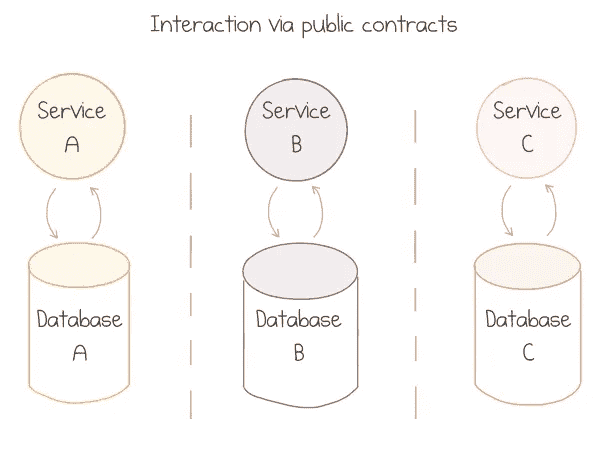 Interaction via public contracts
Service
A
Service
B
Service
C
Database
A
Database
B
Database
C